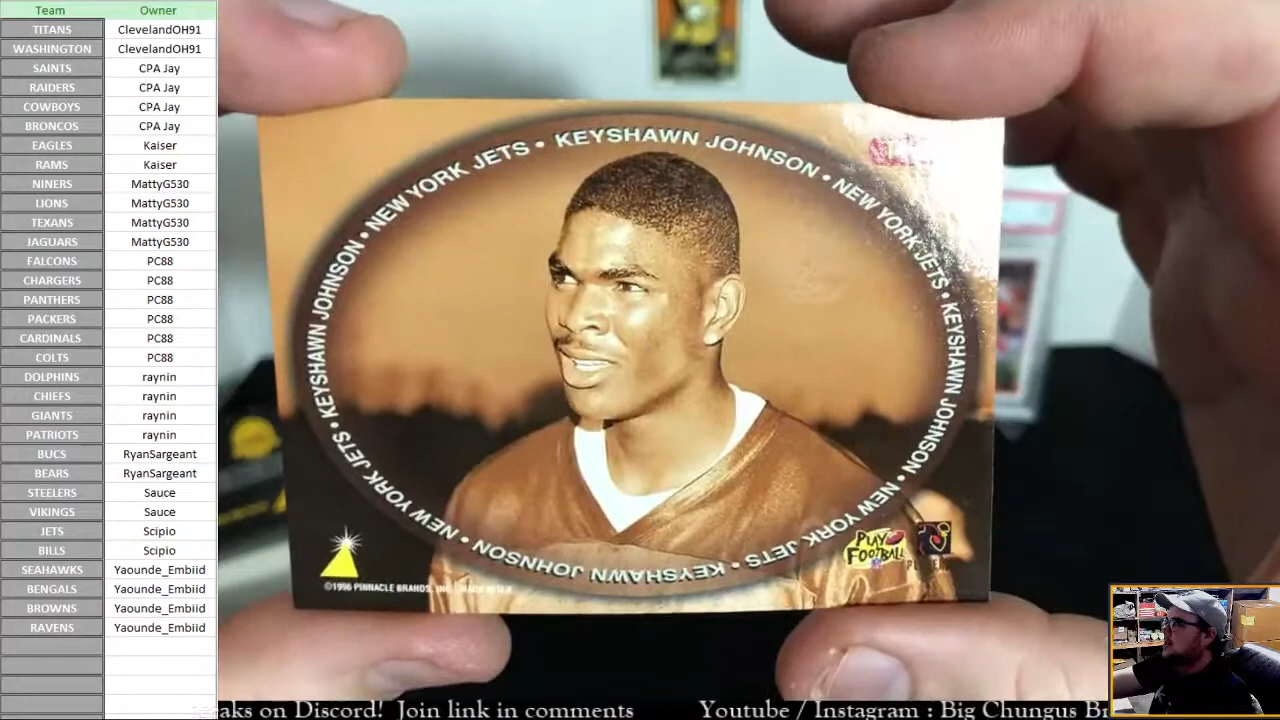 Team Owner
TITANS ClevelandOH91
WASHINGTON ClevelandOH91
SAINTS CPA Jay
RAIDERS CPA Jay
COWBOYS CPA Jay
BRONCOS CPA Jay
EAGLES Kaiser
RAMS Kaiser
NINERS MattyG530
LIONS MattyG530
TEXANS MattyG530
JAGUARS MattyG530
FALCONS PC88
CHARGERS PC88
PANTHERS PC88
PACKERS PC88
CARDINALS PC88
COLTS PC88
DOLPHINS raynin
CHIEFS raynin
GIANTS raynin
PATRIOTS raynin
BUCS RyanSargeant
BEARS RyanSargeant
STEELERS Sauce
VIKINGS Sauce
JETS Scipio
BILLS Scipio
SEAHAWKS Yaounde_Embiid
BENGALS Yaounde_Embiid
BROWNS Yaounde_Embiid
RAVENS Yaounde_Embiid
KEYSHAWN JOHNSON • NEW YORK JETS • KEYSHAWN JOHNSON • NEW YORK JETS • KEYSHAWN JOHNSON • NEW YORK JETS • KEYSHAWN JOHNSON • NEW YORK JETS •
PLAY FOOTBALL
©1996 PINNACLE BRANDS, INC.
aks on Discord! Join link in comments Youtube / Instagram : Big Chungus Br